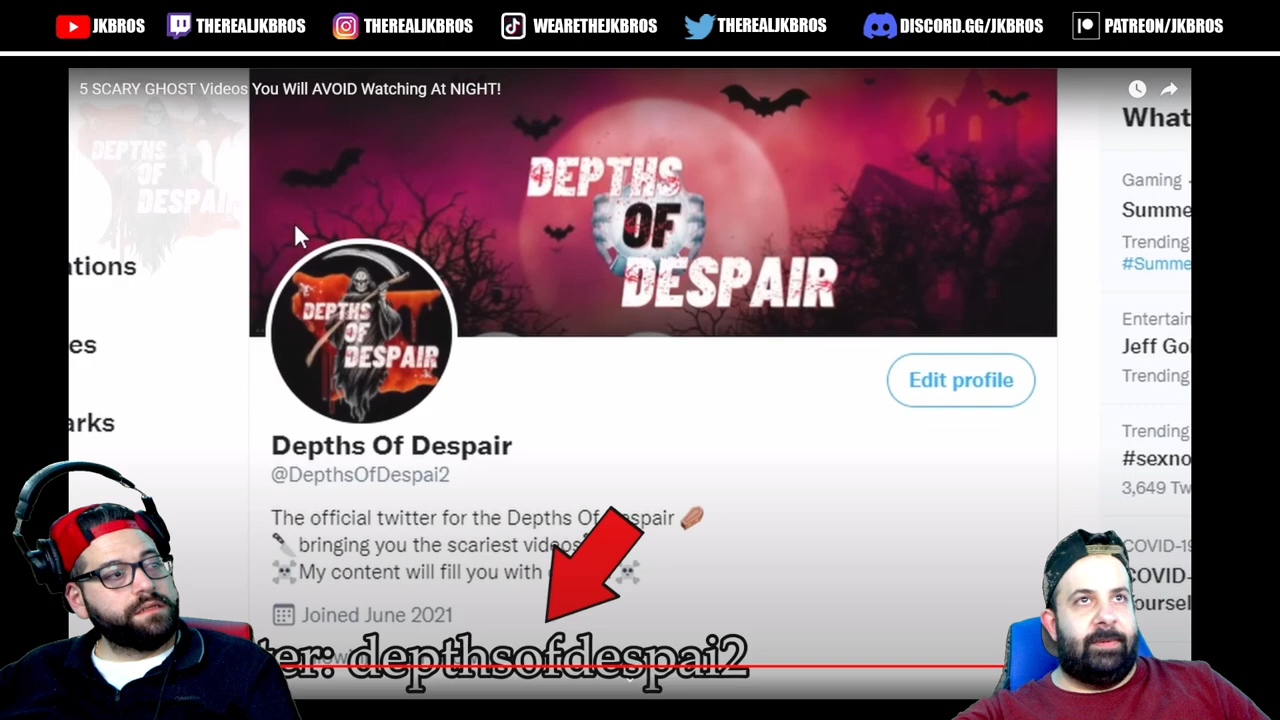 JKBROS THEREALJKBROS THEREALJKBROS WEARETHEJKBROS THEREALJKBROS DISCORD.GG/JKBROS PATREON/JKBROS
5 SCARY GHOST Videos You Will AVOID Watching At NIGHT!
DEPTHS
OF
DESPAI
DEPTHS
OF
DESPAIR
DEPTHS
OF
DESPAIR
ations
es
arks
Edit profile
Depths Of Despair
@DepthsOfDespai2
The official twitter for the Depths Of Despair
bringing you the scariest videos
My content will fill you with
Joined June 2021
ter: depthsofdespai2
What
Gaming ·
Summe
Trending
#Summe
Entertain
Jeff Go
Trending
Trending
#sexno
3,649 Tw
COVID-19
COVID-